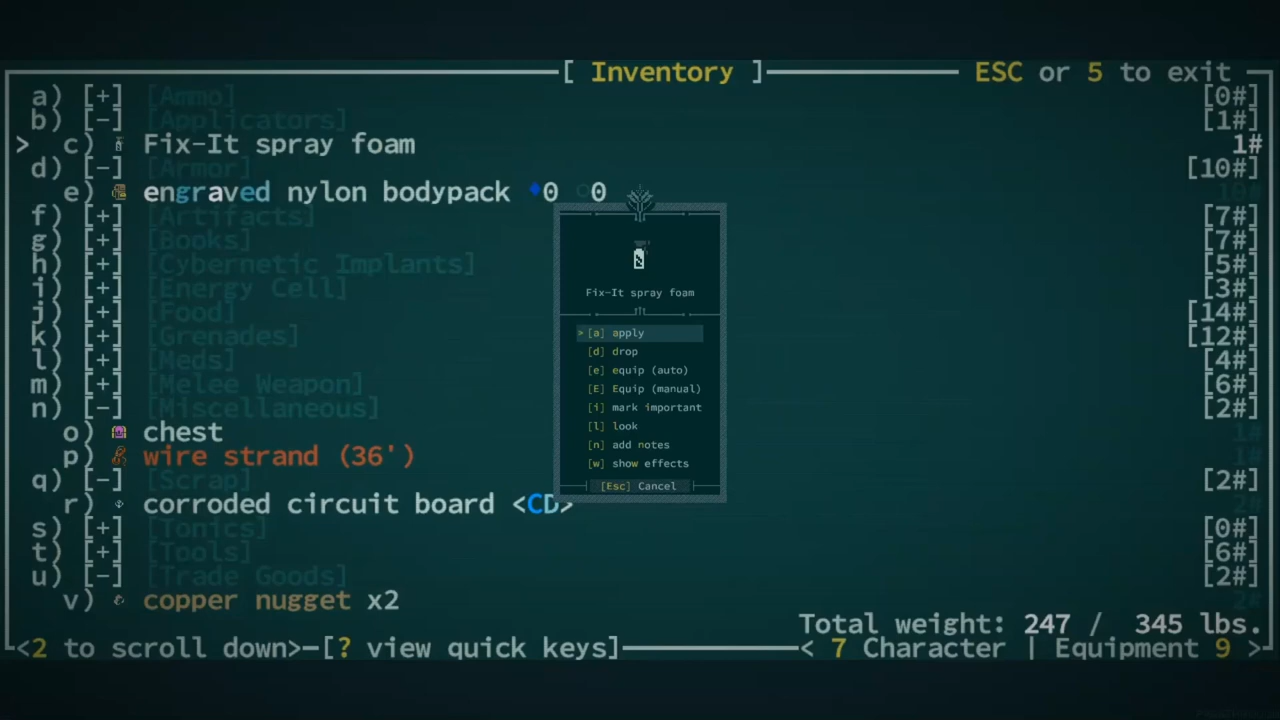 [ Inventory ] ESC or 5 to exit
a) [+] [Ammo] [0#]
b) [-] [Applicators] [1#]
> c) Fix-It spray foam 1#
d) [-] [Armor] [10#]
e) engraved nylon bodypack ♦0 ○0
f) [+] [Artifacts] [7#]
g) [+] [Books] [7#]
h) [+] [Cybernetic Implants] [5#]
i) [+] [Energy Cell] [3#]
j) [+] [Food] [14#]
k) [+] [Grenades] [12#]
l) [+] [Meds] [4#]
m) [+] [Melee Weapon] [6#]
n) [-] [Miscellaneous] [2#]
o) chest 1#
p) wire strand (36') 1#
q) [-] [Scrap] [2#]
r) corroded circuit board <CD> 2#
s) [+] [Tonics] [0#]
t) [+] [Tools] [6#]
u) [-] [Trade Goods] [2#]
v) copper nugget x2 2#
Total weight: 247 / 345 lbs.
<2 to scroll down> [? view quick keys] < 7 Character | Equipment 9 >
Fix-It spray foam
> [a] apply
[d] drop
[e] equip (auto)
[E] Equip (manual)
[i] mark important
[l] look
[n] add notes
[w] show effects
[Esc] Cancel